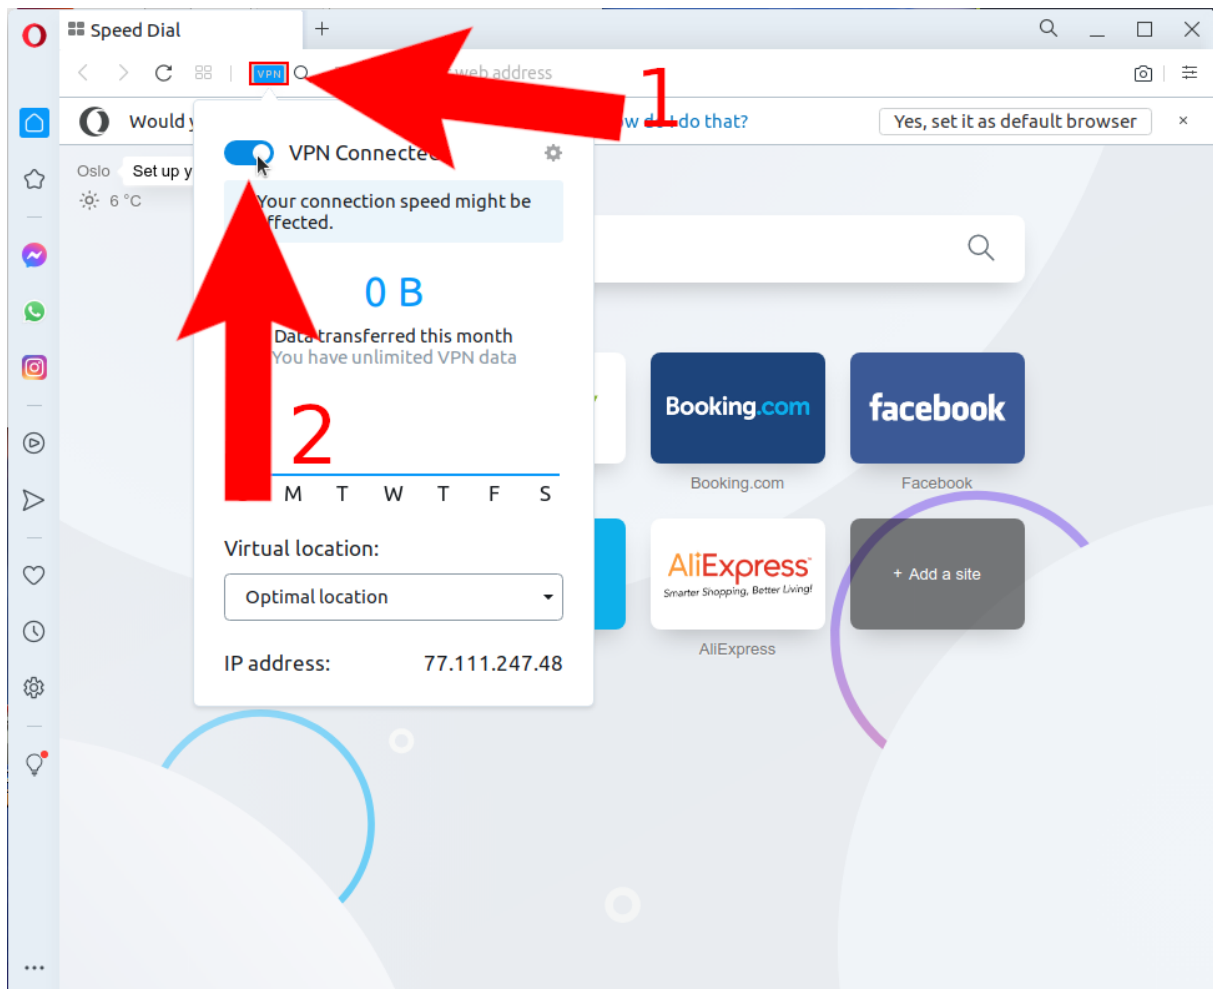 Speed Dial
VPN
web address
1
Would
do that?
Yes, set it as default browser
VPN Connected
Oslo
Set up
6 °C
Your connection speed might be
affected.
0 B
Data transferred this month
You have unlimited VPN data
2
M T W T F S
Virtual location:
Optimal location
IP address: 77.111.247.48
Booking.com
facebook
Booking.com
Facebook
AliExpress
Smarter Shopping, Better Living!
+ Add a site
AliExpress